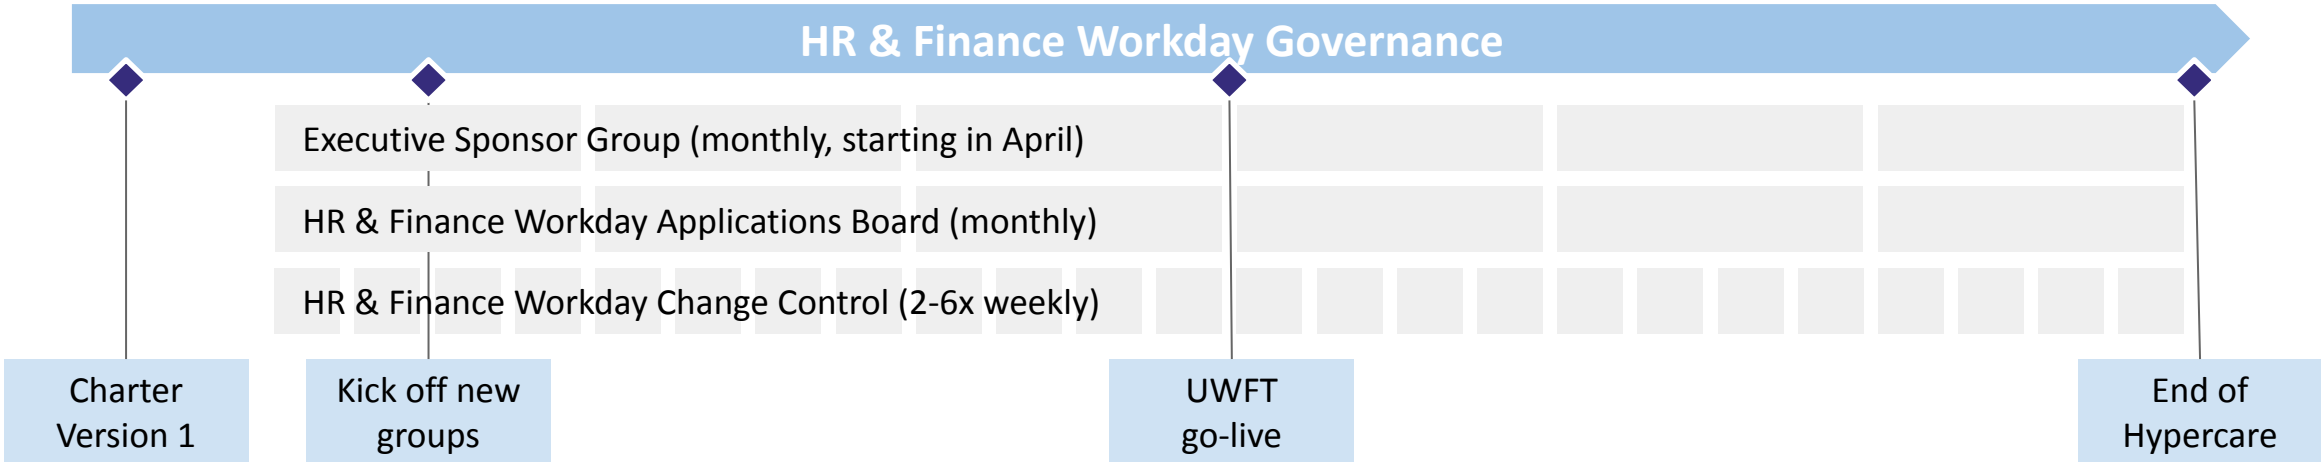 HR & Finance Workday Governance
Executive Sponsor Group (monthly, starting in April)
HR & Finance Workday Applications Board (monthly)
HR & Finance Workday Change Control (2-6x weekly)
Charter
Version 1
Kick off new
groups
UWFT
go-live
End of
Hypercare